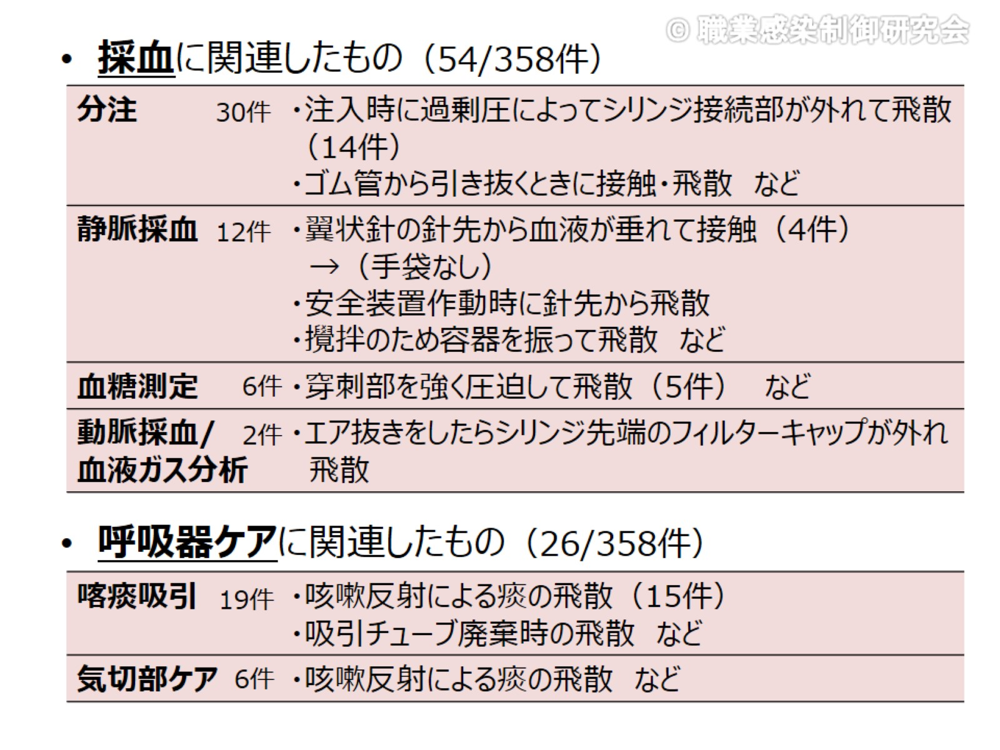 © 職業感染制御研究会
• 採血に関連したもの（54/358件）
分注 30件 ・注入時に過剰圧によってシリンジ接続部が外れて飛散
（14件）
・ゴム管から引き抜くときに接触・飛散 など
静脈採血 12件 ・翼状針の針先から血液が垂れて接触（4件）
→（手袋なし）
・安全装置作動時に針先から飛散
・攪拌のため容器を振って飛散 など
血糖測定 6件 ・穿刺部を強く圧迫して飛散（5件） など
動脈採血/ 2件 ・エア抜きをしたらシリンジ先端のフィルターキャップが外れ
血液ガス分析 飛散
• 呼吸器ケアに関連したもの（26/358件）
喀痰吸引 19件 ・咳嗽反射による痰の飛散（15件）
・吸引チューブ廃棄時の飛散 など
気切部ケア 6件 ・咳嗽反射による痰の飛散 など